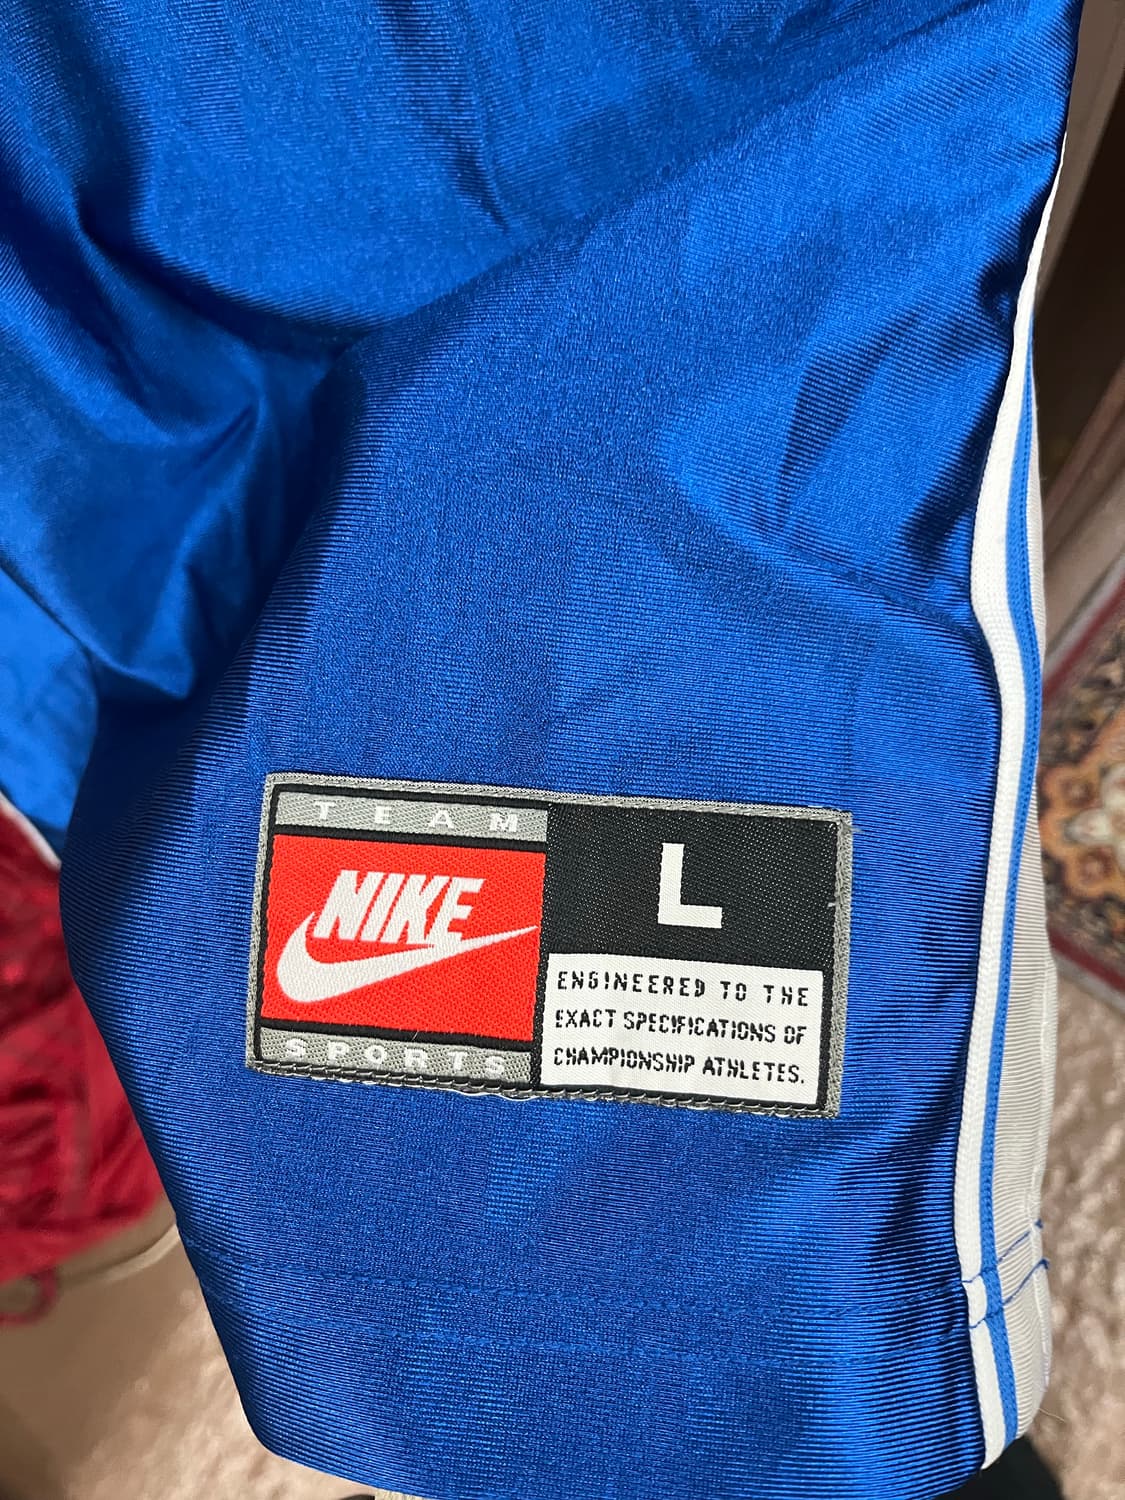 TEAM
NIKE
SPORTS
L
ENGINEERED TO THE
EXACT SPECIFICATIONS OF
CHAMPIONSHIP ATHLETES.